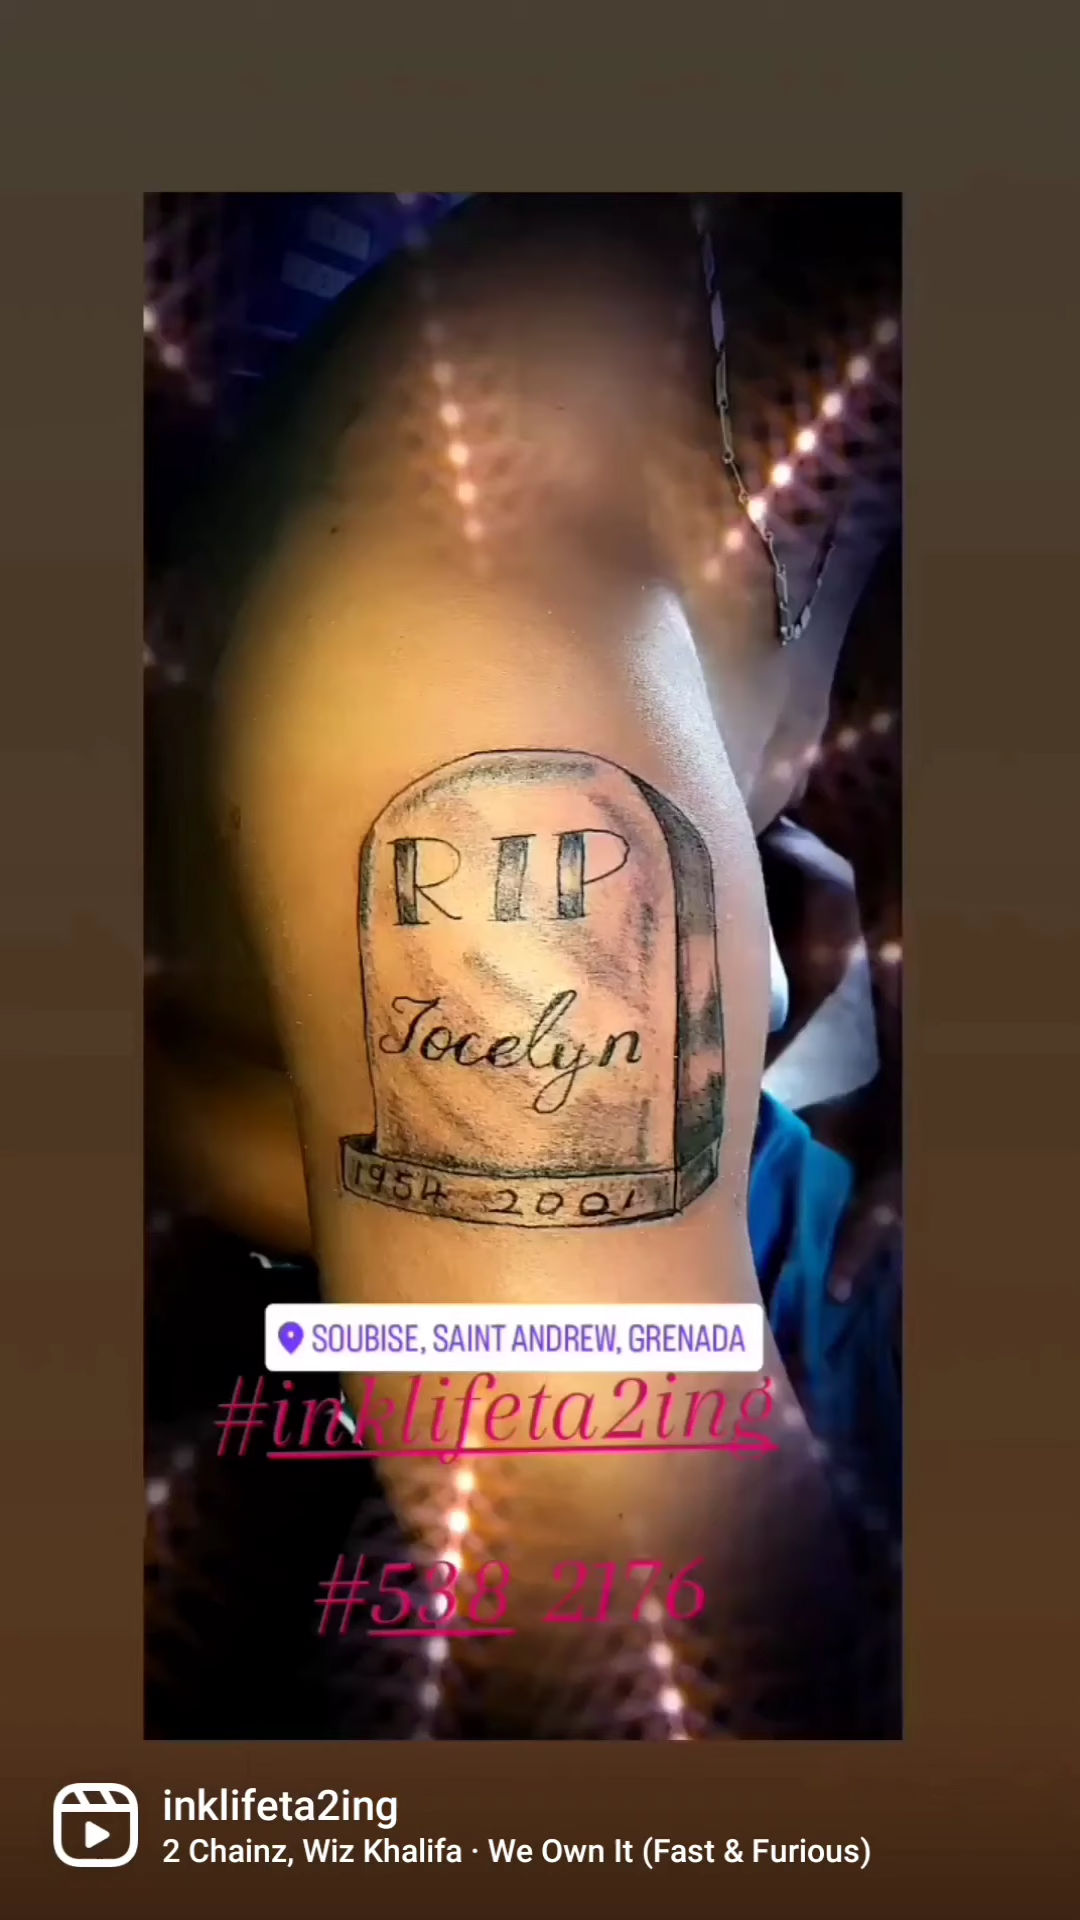 RIP
Jocelyn
1954 2001
SOUBISE, SAINT ANDREW, GRENADA
#inklifeta2ing
#538 2176
inklifeta2ing
2 Chainz, Wiz Khalifa · We Own It (Fast & Furious)